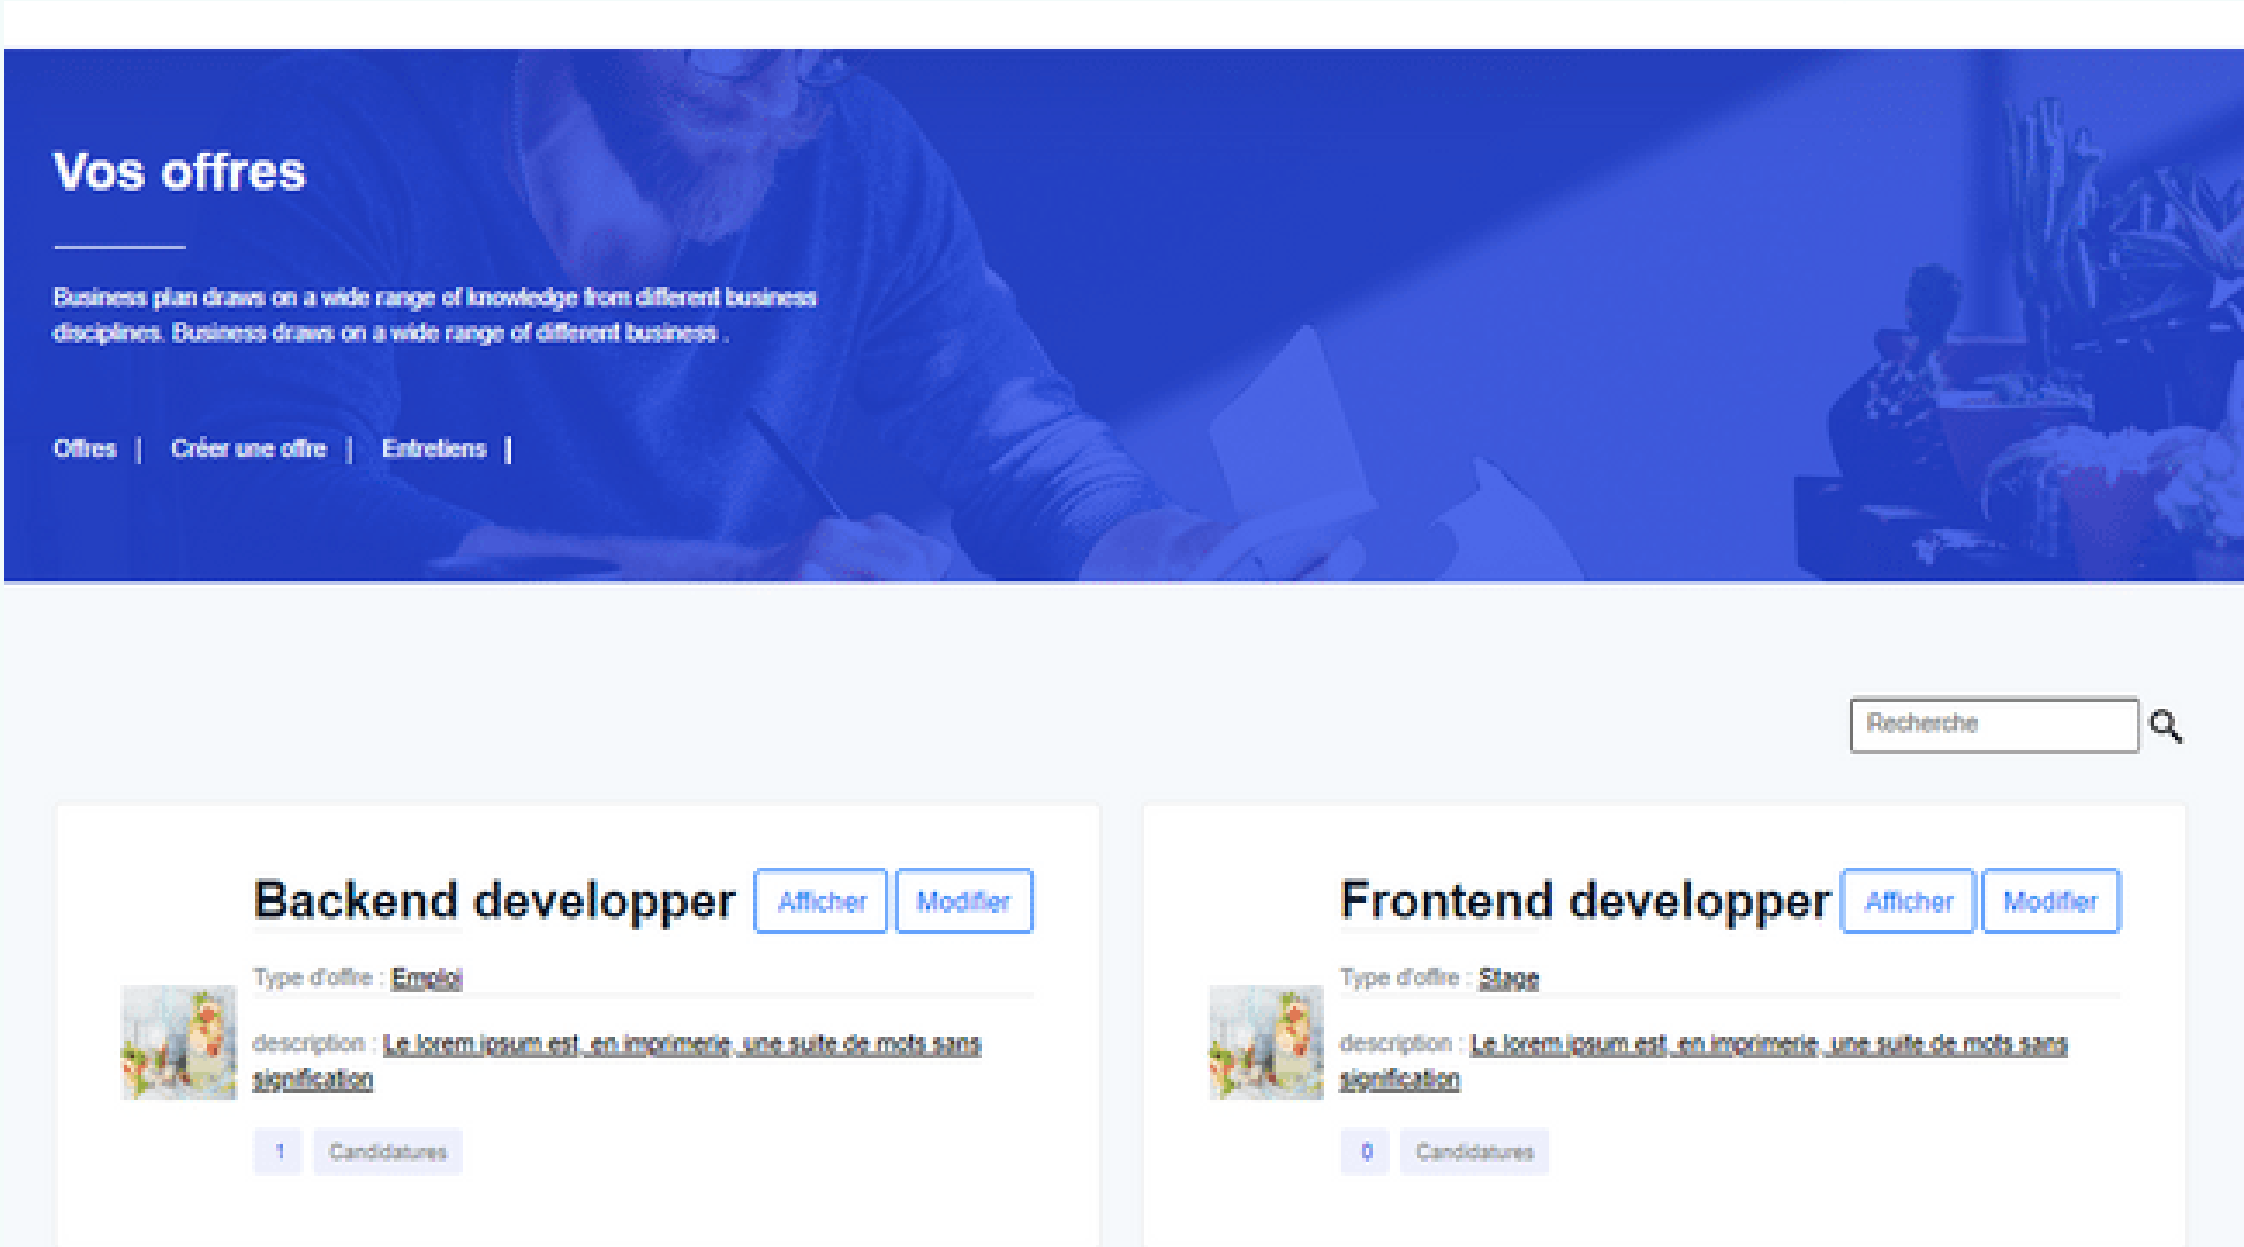 Vos offres
Business plan draws on a wide range of knowledge from different business
disciplines. Business draws on a wide range of different business .
Offres | Créer une offre | Entretiens |
Recherche
Backend developper Afficher Modifier
Type d'offre : Emploi
description : Le lorem ipsum est, en imprimerie, une suite de mots sans
signification
1 Candidatures
Frontend developper Afficher Modifier
Type d'offre : Stage
description : Le lorem ipsum est, en imprimerie, une suite de mots sans
signification
0 Candidatures